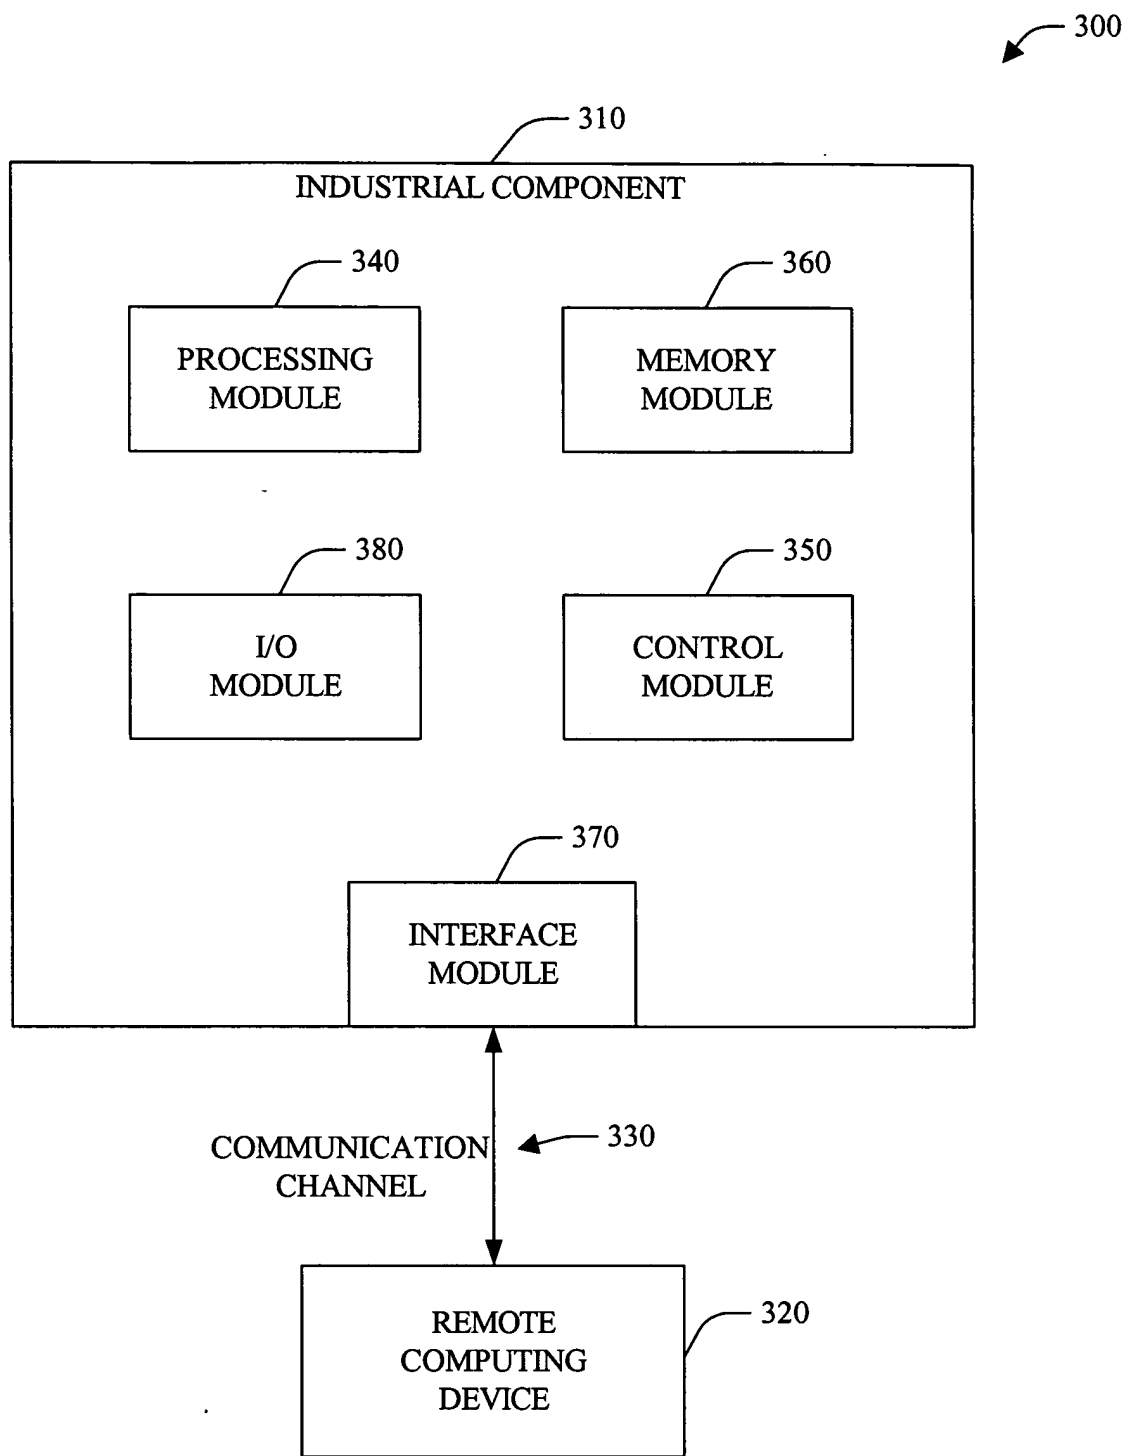 300
310
INDUSTRIAL COMPONENT
340
360
PROCESSING
MODULE
MEMORY
MODULE
380
350
I/O
MODULE
CONTROL
MODULE
370
INTERFACE
MODULE
COMMUNICATION
CHANNEL
330
REMOTE
COMPUTING
DEVICE
320